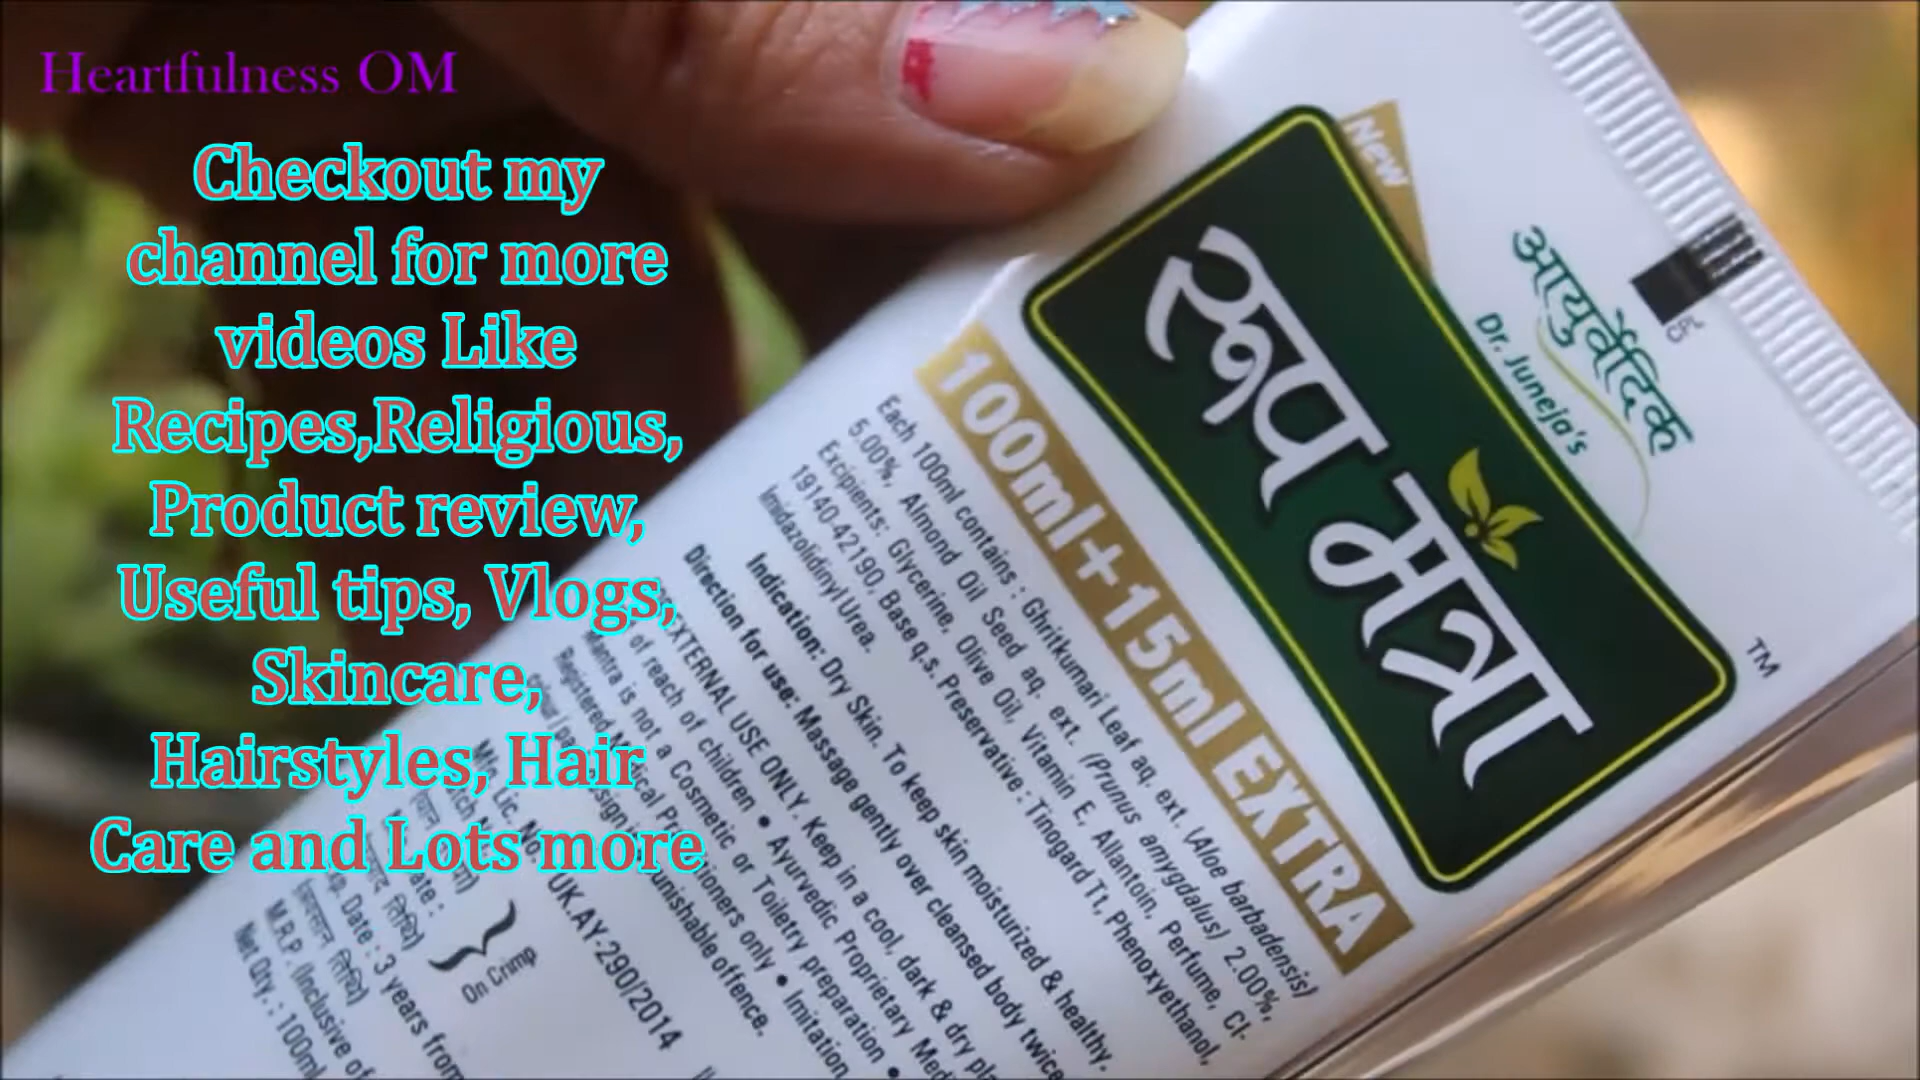 Heartfulness OM
Checkout my
channel for more
videos Like
Recipes,Religious,
Product review,
Useful tips, Vlogs,
Skincare,
Hairstyles, Hair
Care and Lots more
New
आयुर्वेदिक
Dr. Juneja's
CPL
रूप मंत्रा
TM
100ml+15ml EXTRA
Each 100ml contains : Ghritkumari Leaf aq. ext. (Aloe barbadensis)
5.00%, Almond Oil Seed aq. ext. (Prunus amygdalus) 2.00%,
Excipients: Glycerine, Olive Oil, Vitamin E, Allantoin, Perfume, CI-
19140-42190, Base q.s. Preservative : Tinogard Tt, Phenoxyethanol,
Imidazolidinyl Urea.
Indication: Dry Skin. To keep skin moisturized & healthy.
Direction for use: Massage gently over cleansed body twice
EXTERNAL USE ONLY. Keep in a cool, dark & dry
of reach of children • Ayurvedic Proprietary
Mantra is not a Cosmetic or Toiletry preparation •
Registered Practitioners only • Imitation
punishable offence.
Mfg. Lic. No. UK.AY-290/2014
Date : 3 years from
On Crimp
M.R.P. (Inclusive of
Net Qty. : 100ml